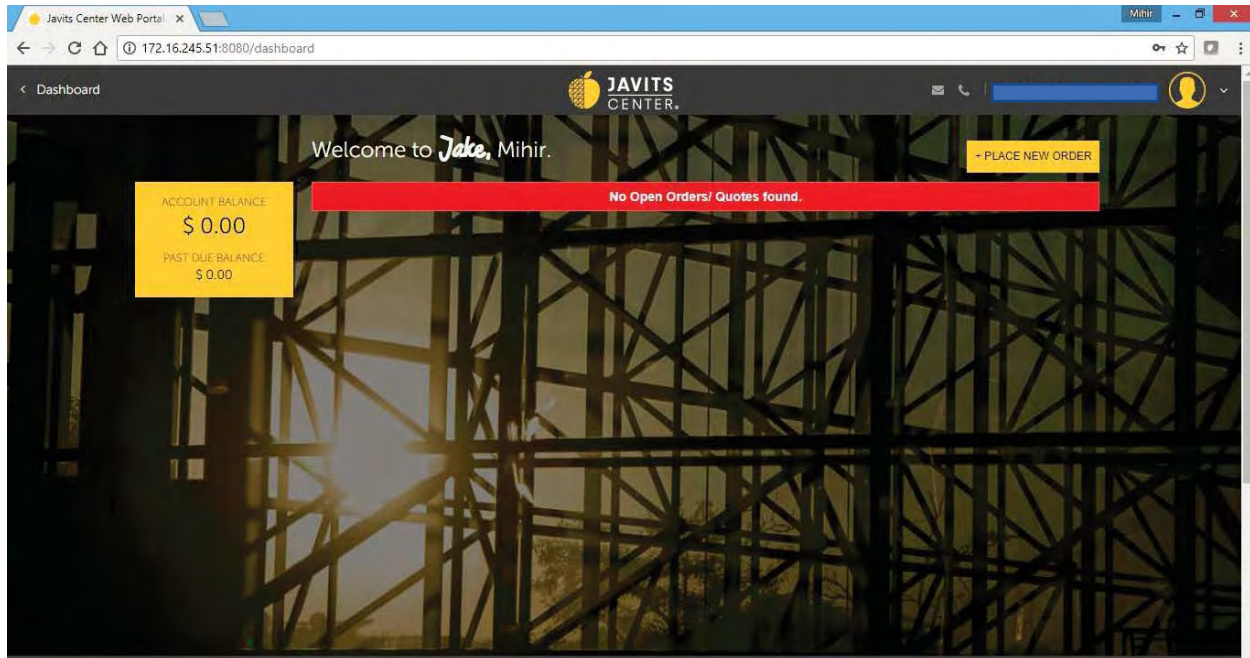 Javits Center Web Portal
Mihir
172.16.245.51:8080/dashboard
Dashboard
JAVITS
CENTER.
Welcome to Jake, Mihir.
+ PLACE NEW ORDER
No Open Orders/ Quotes found.
ACCOUNT BALANCE
$ 0.00
PAST DUE BALANCE
$ 0.00